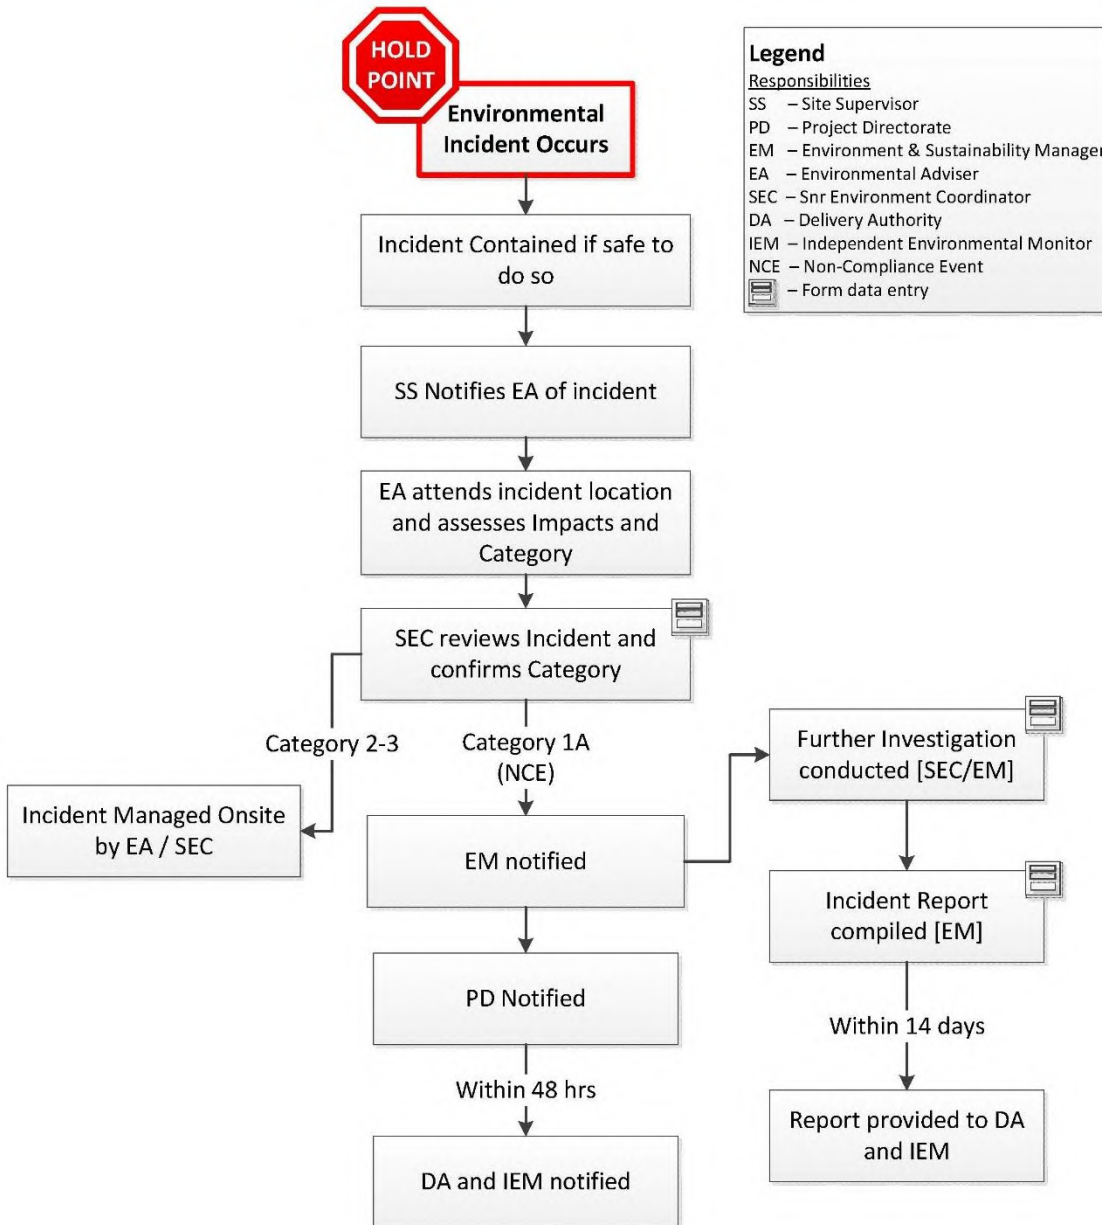 HOLD
POINT
Environmental
Incident Occurs
Legend
Responsibilities
SS – Site Supervisor
PD – Project Directorate
EM – Environment & Sustainability Manager
EA – Environmental Adviser
SEC – Snr Environment Coordinator
DA – Delivery Authority
IEM – Independent Environmental Monitor
NCE – Non-Compliance Event
– Form data entry
Incident Contained if safe to
do so
SS Notifies EA of incident
EA attends incident location
and assesses Impacts and
Category
SEC reviews Incident and
confirms Category
Category 2-3
Category 1A
(NCE)
Incident Managed Onsite
by EA / SEC
EM notified
Further Investigation
conducted [SEC/EM]
Incident Report
compiled [EM]
PD Notified
Within 14 days
Within 48 hrs
Report provided to DA
and IEM
DA and IEM notified